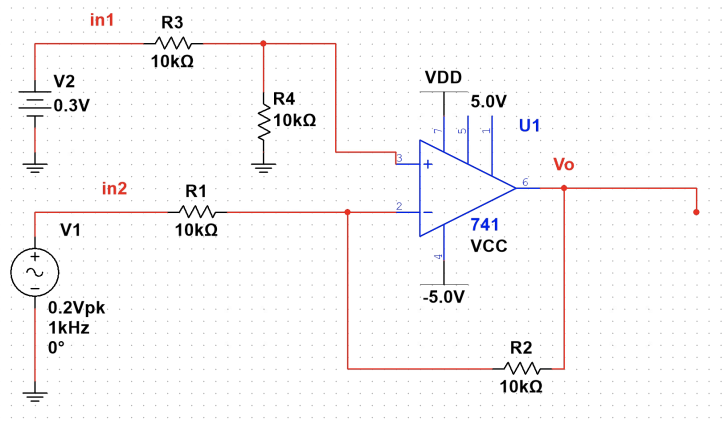 in1
R3
10kΩ
V2
0.3V
R4
10kΩ
VDD
5.0V
7
5
1
U1
3
+
Vo
6
in2
R1
10kΩ
2
−
741
VCC
4
-5.0V
V1
+
−
0.2Vpk
1kHz
0°
R2
10kΩ